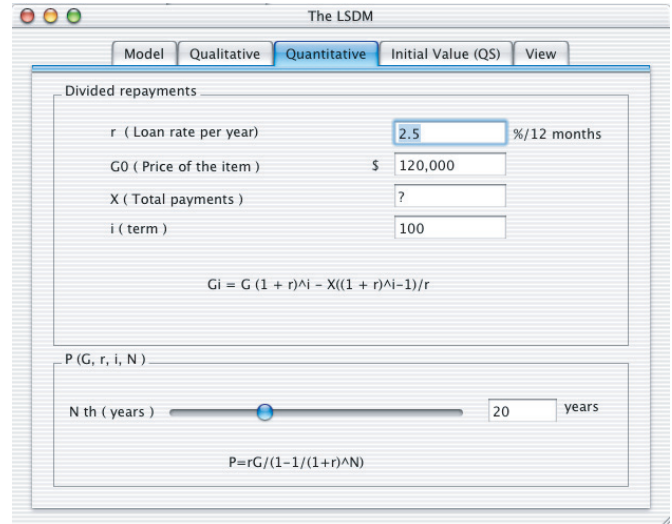 The LSDM
Model Qualitative Quantitative Initial Value (QS) View
Divided repayments
r ( Loan rate per year) 2.5 %/12 months
G0 ( Price of the item ) $ 120,000
X ( Total payments ) ?
i ( term ) 100
Gi = G (1 + r)^i - X((1 + r)^i-1)/r
P (G, r, i, N )
N th ( years ) 20 years
P=rG/(1-1/(1+r)^N)